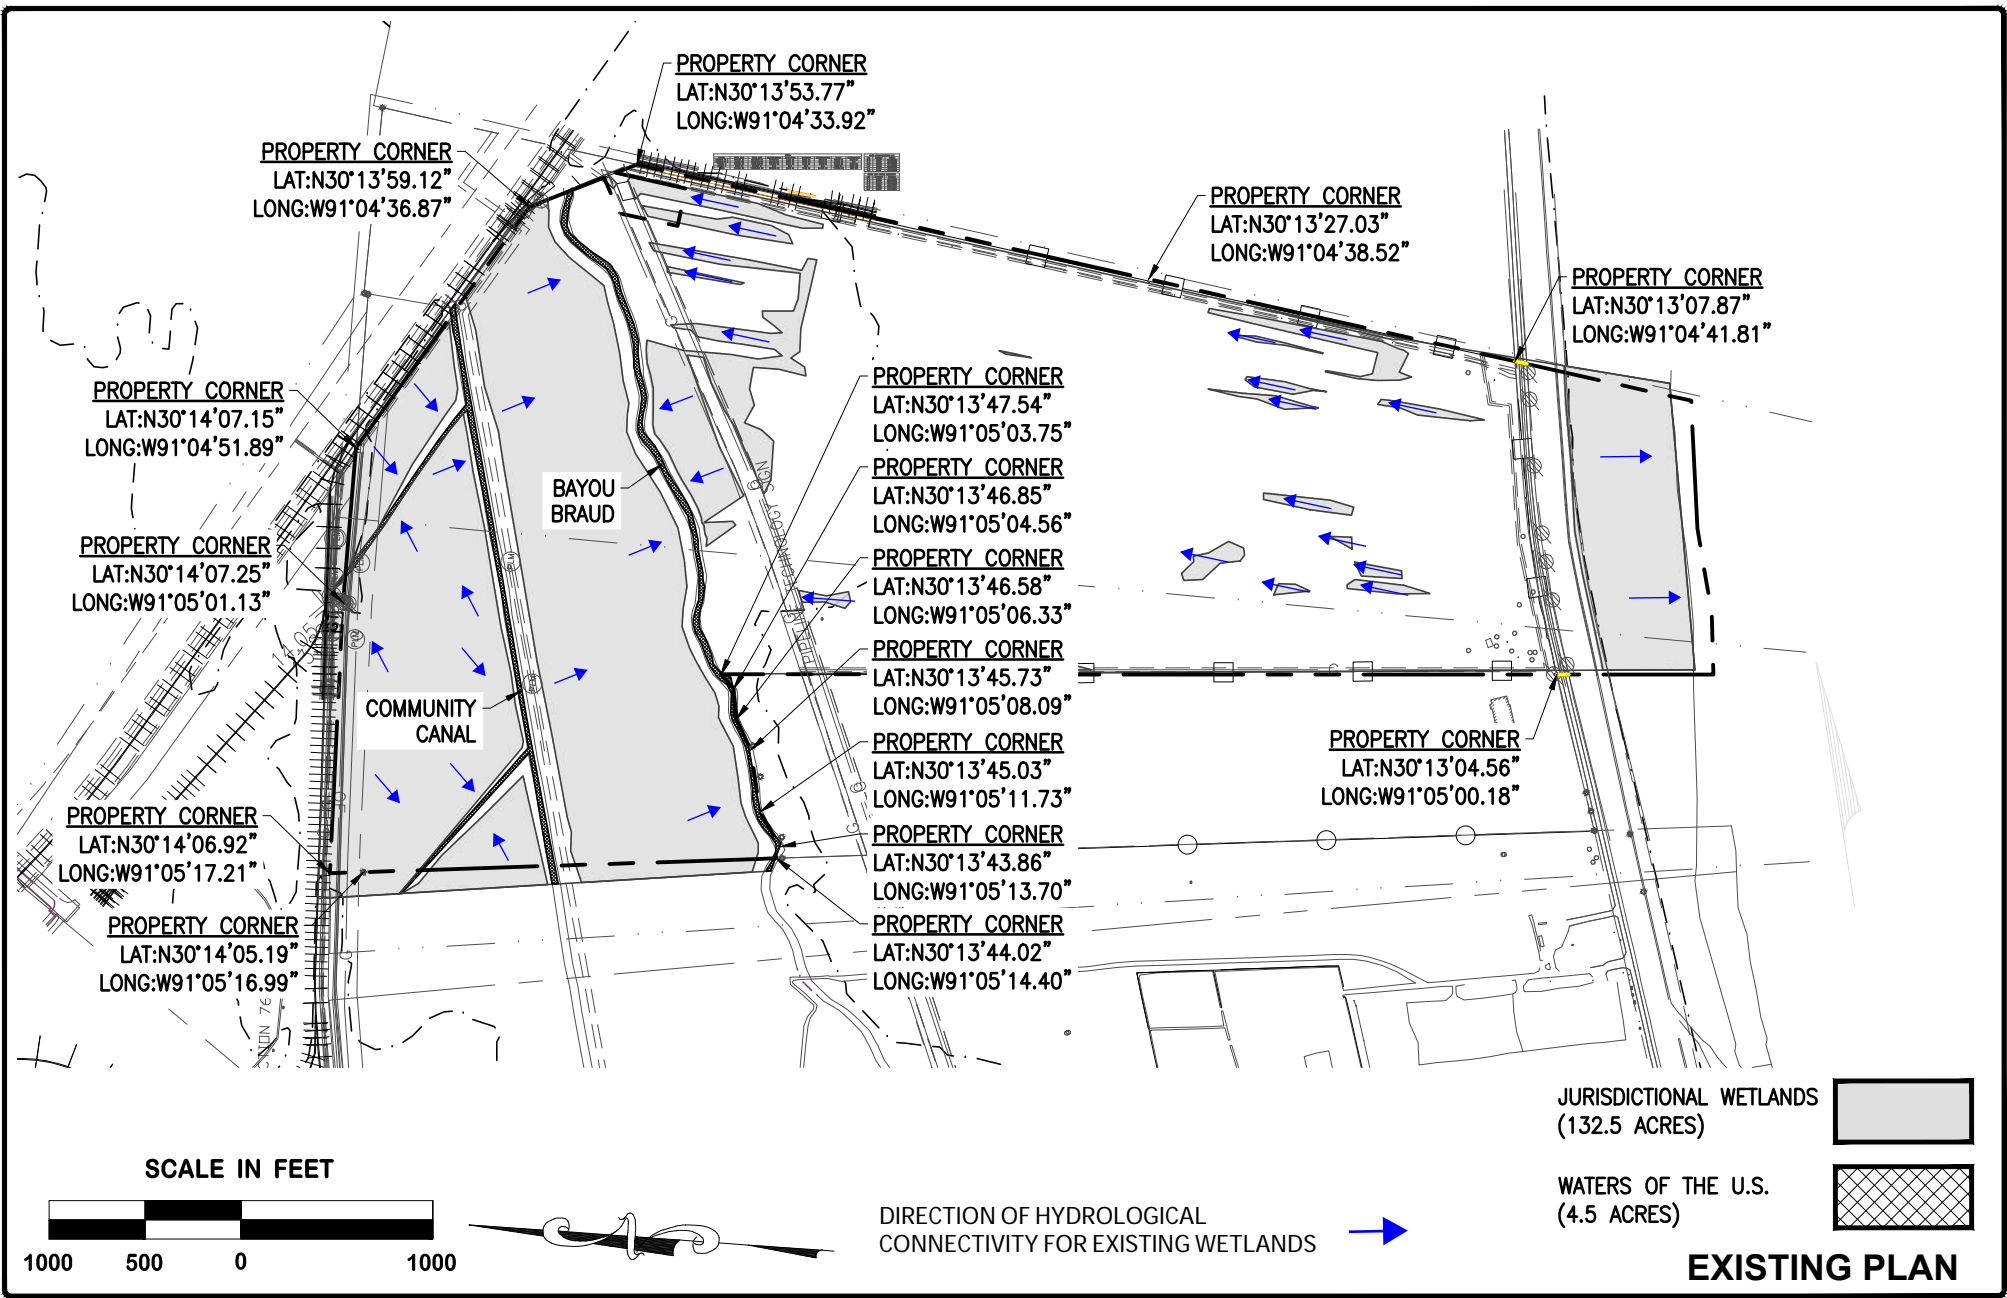 PROPERTY CORNER
LAT:N30°13'53.77"
LONG:W91°04'33.92"
PROPERTY CORNER
LAT:N30°13'59.12"
LONG:W91°04'36.87"
PROPERTY CORNER
LAT:N30°13'27.03"
LONG:W91°04'38.52"
PROPERTY CORNER
LAT:N30°13'07.87"
LONG:W91°04'41.81"
PROPERTY CORNER
LAT:N30°14'07.15"
LONG:W91°04'51.89"
PROPERTY CORNER
LAT:N30°13'47.54"
LONG:W91°05'03.75"
PROPERTY CORNER
LAT:N30°13'46.85"
LONG:W91°05'04.56"
BAYOU
BRAUD
PROPERTY CORNER
LAT:N30°14'07.25"
LONG:W91°05'01.13"
PROPERTY CORNER
LAT:N30°13'46.58"
LONG:W91°05'06.33"
PROPERTY CORNER
LAT:N30°13'45.73"
LONG:W91°05'08.09"
COMMUNITY
CANAL
PROPERTY CORNER
LAT:N30°13'45.03"
LONG:W91°05'11.73"
PROPERTY CORNER
LAT:N30°13'04.56"
LONG:W91°05'00.18"
PROPERTY CORNER
LAT:N30°14'06.92"
LONG:W91°05'17.21"
PROPERTY CORNER
LAT:N30°13'43.86"
LONG:W91°05'13.70"
PROPERTY CORNER
LAT:N30°14'05.19"
LONG:W91°05'16.99"
PROPERTY CORNER
LAT:N30°13'44.02"
LONG:W91°05'14.40"
JURISDICTIONAL WETLANDS
(132.5 ACRES)
WATERS OF THE U.S.
(4.5 ACRES)
SCALE IN FEET
1000 500 0 1000
DIRECTION OF HYDROLOGICAL
CONNECTIVITY FOR EXISTING WETLANDS
EXISTING PLAN